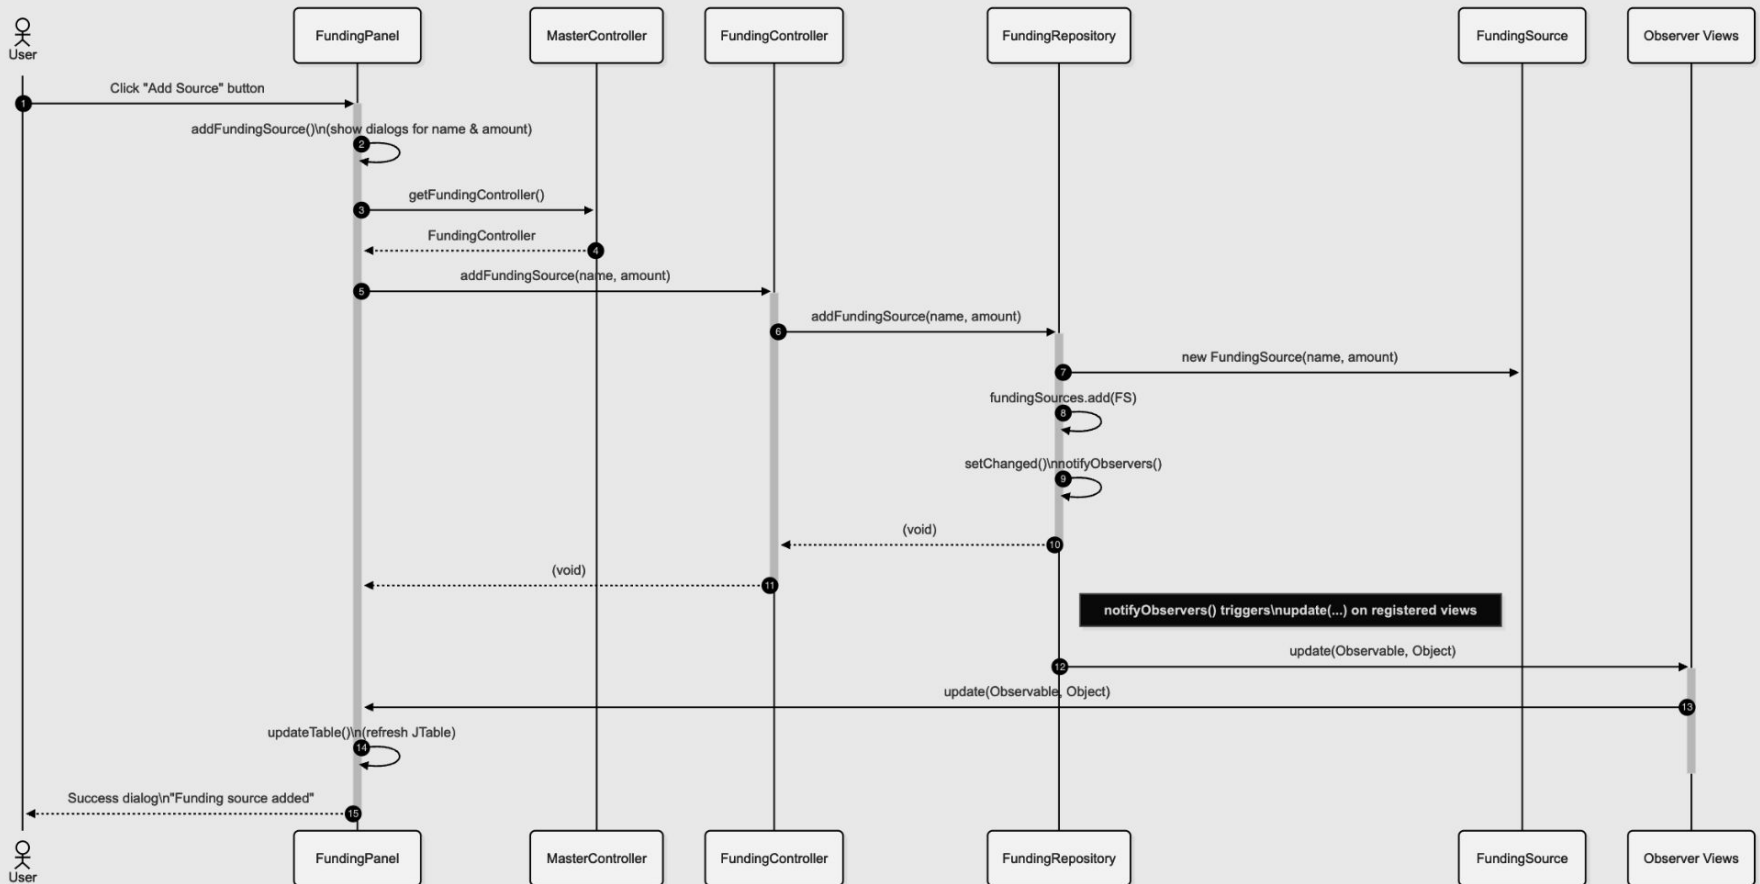 User
FundingPanel
MasterController
FundingController
FundingRepository
FundingSource
Observer Views
1
Click "Add Source" button
addFundingSource()\n(show dialogs for name & amount)
2
getFundingController()
3
FundingController
4
addFundingSource(name, amount)
5
addFundingSource(name, amount)
6
new FundingSource(name, amount)
7
fundingSources.add(FS)
8
setChanged()\nnotifyObservers()
9
(void)
10
(void)
11
notifyObservers() triggers\nupdate(...) on registered views
update(Observable, Object)
12
update(Observable, Object)
13
updateTable()\n(refresh JTable)
14
Success dialog\n"Funding source added"
15
User
FundingPanel
MasterController
FundingController
FundingRepository
FundingSource
Observer Views